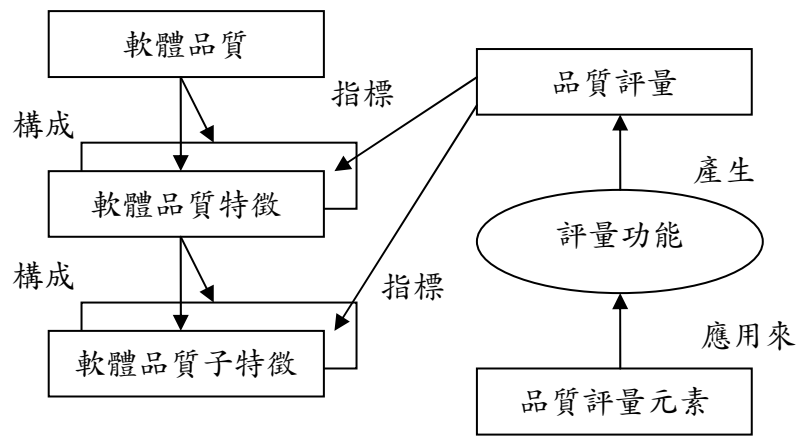 軟體品質
構成
軟體品質特徵
構成
軟體品質子特徵
指標
指標
品質評量
產生
評量功能
應用來
品質評量元素